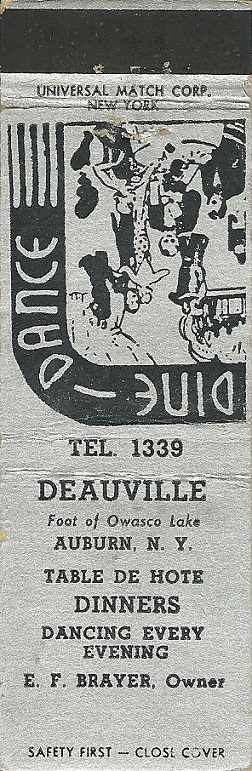 UNIVERSAL MATCH CORP.
NEW YORK
DINE – DANCE
TEL. 1339
DEAUVILLE
Foot of Owasco Lake
AUBURN, N. Y.
TABLE DE HOTE
DINNERS
DANCING EVERY
EVENING
E. F. BRAYER, Owner
SAFETY FIRST — CLOSE COVER